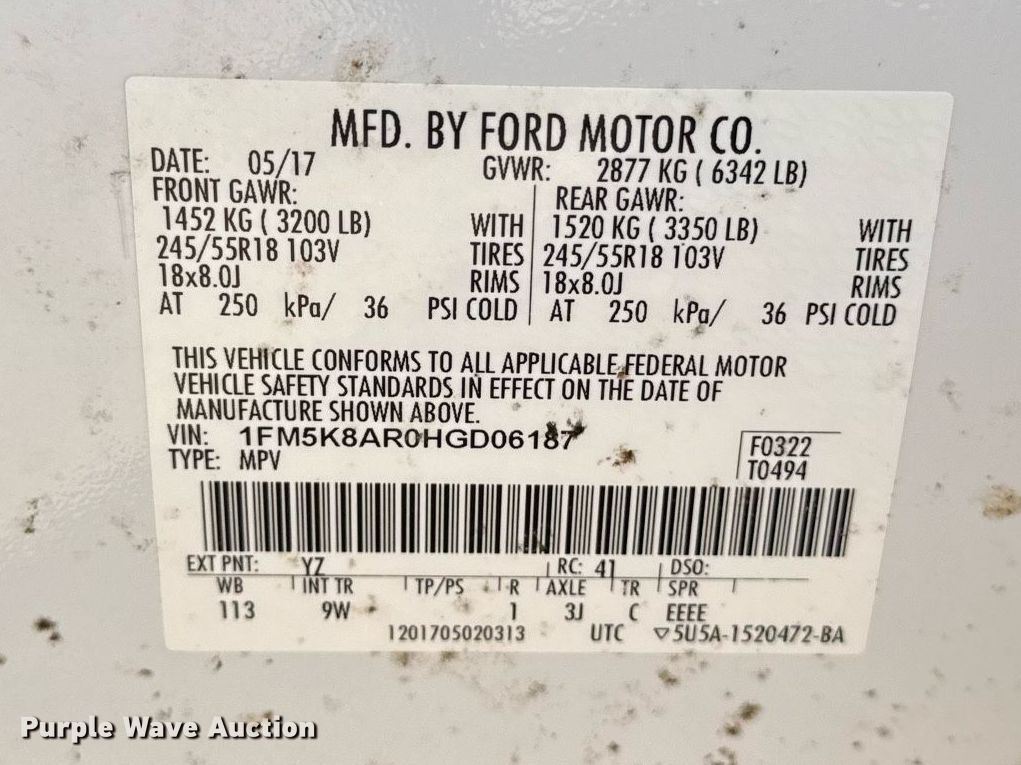 MFD. BY FORD MOTOR CO.
DATE: 05/17 GVWR: 2877 KG ( 6342 LB)
FRONT GAWR: REAR GAWR:
1452 KG ( 3200 LB) WITH 1520 KG ( 3350 LB) WITH
245/55R18 103V TIRES 245/55R18 103V TIRES
18x8.0J RIMS 18x8.0J RIMS
AT 250 kPa/ 36 PSI COLD AT 250 kPa/ 36 PSI COLD
THIS VEHICLE CONFORMS TO ALL APPLICABLE FEDERAL MOTOR
VEHICLE SAFETY STANDARDS IN EFFECT ON THE DATE OF
MANUFACTURE SHOWN ABOVE.
VIN: 1FM5K8AR0HGD06187
TYPE: MPV
F0322
T0494
EXT PNT: YZ RC: 41 DSO:
WB INT TR TP/PS R AXLE TR SPR
113 9W 1 3J C EEEE
1201705020313 UTC ▽5U5A-1520472-BA
Purple Wave Auction